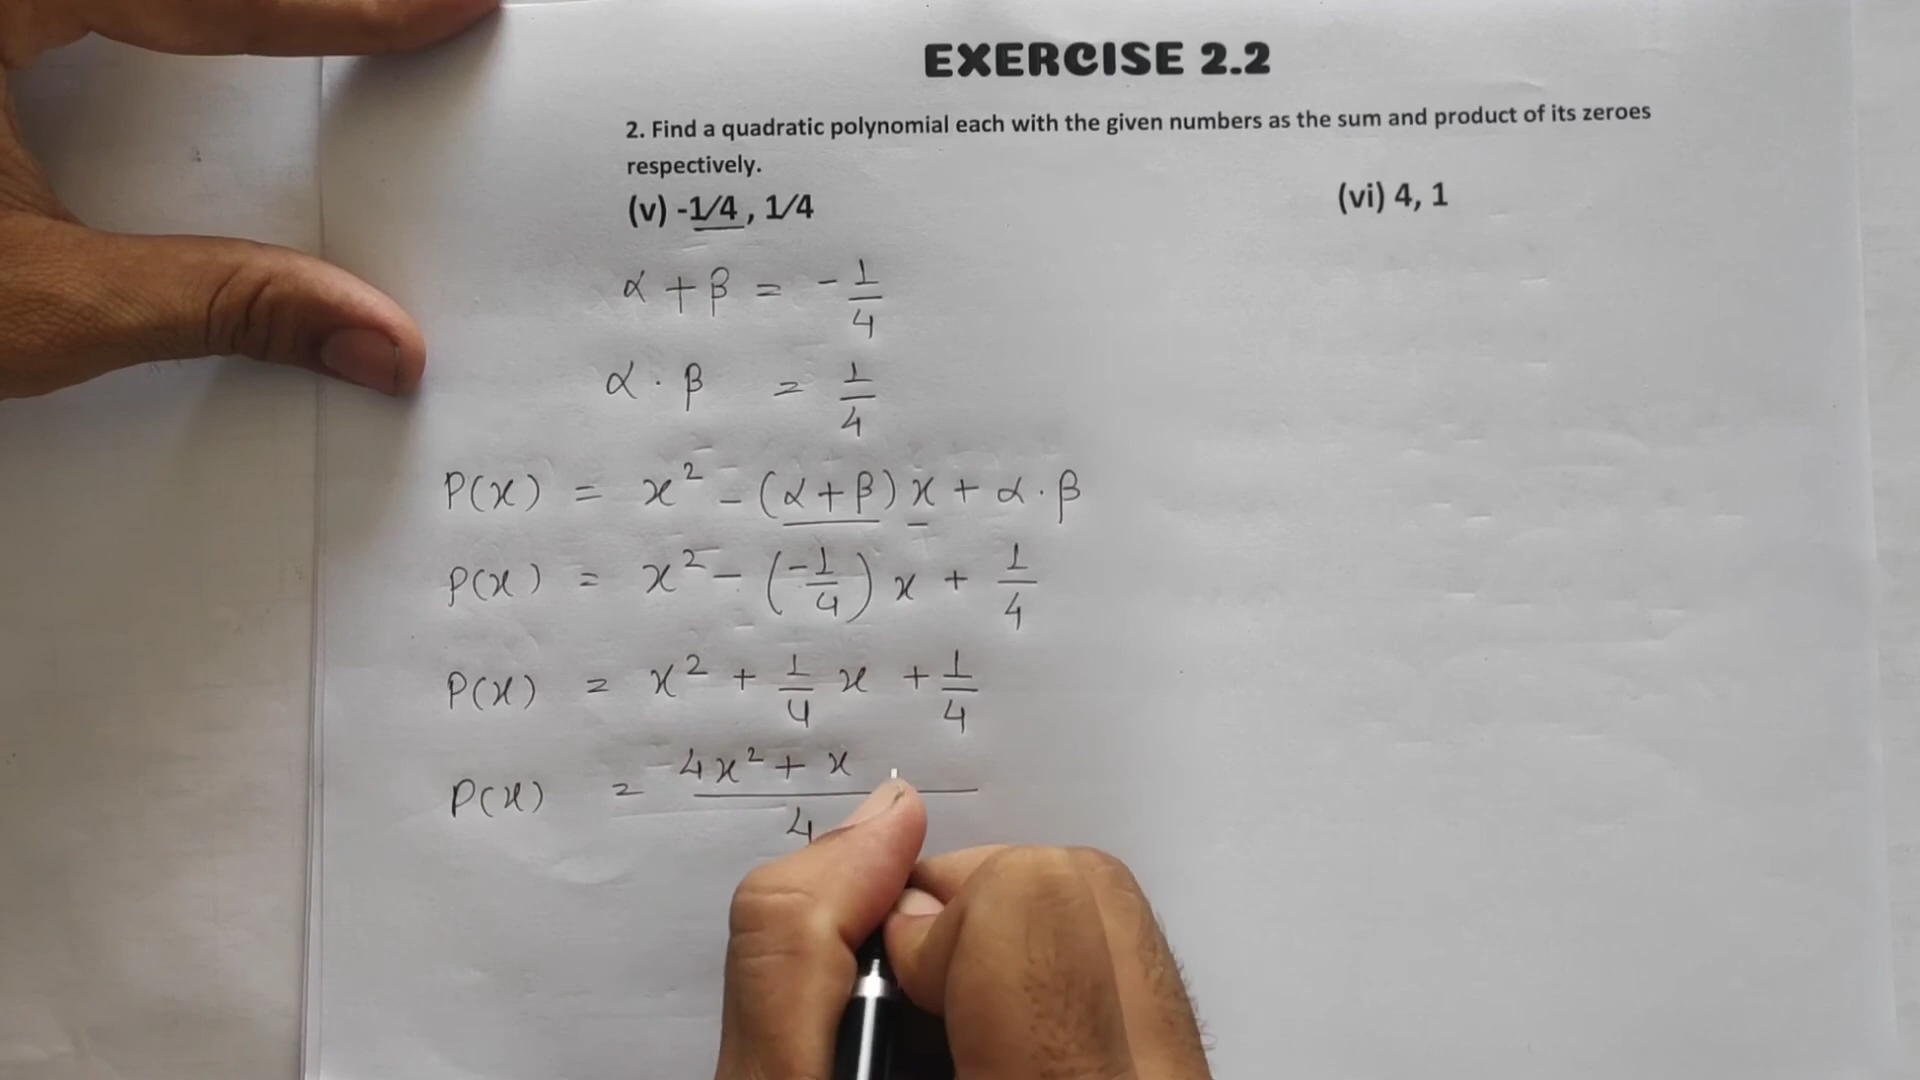 EXERCISE 2.2
2. Find a quadratic polynomial each with the given numbers as the sum and product of its zeroes
respectively.
(v) -1/4 , 1/4
(vi) 4, 1
α + β = - 1/4
α · β = 1/4
P(x) = x² - (α + β) x + α · β
P(x) = x² - (-1/4) x + 1/4
P(x) = x² + 1/4 x + 1/4
P(x) = 4x² + x / 4